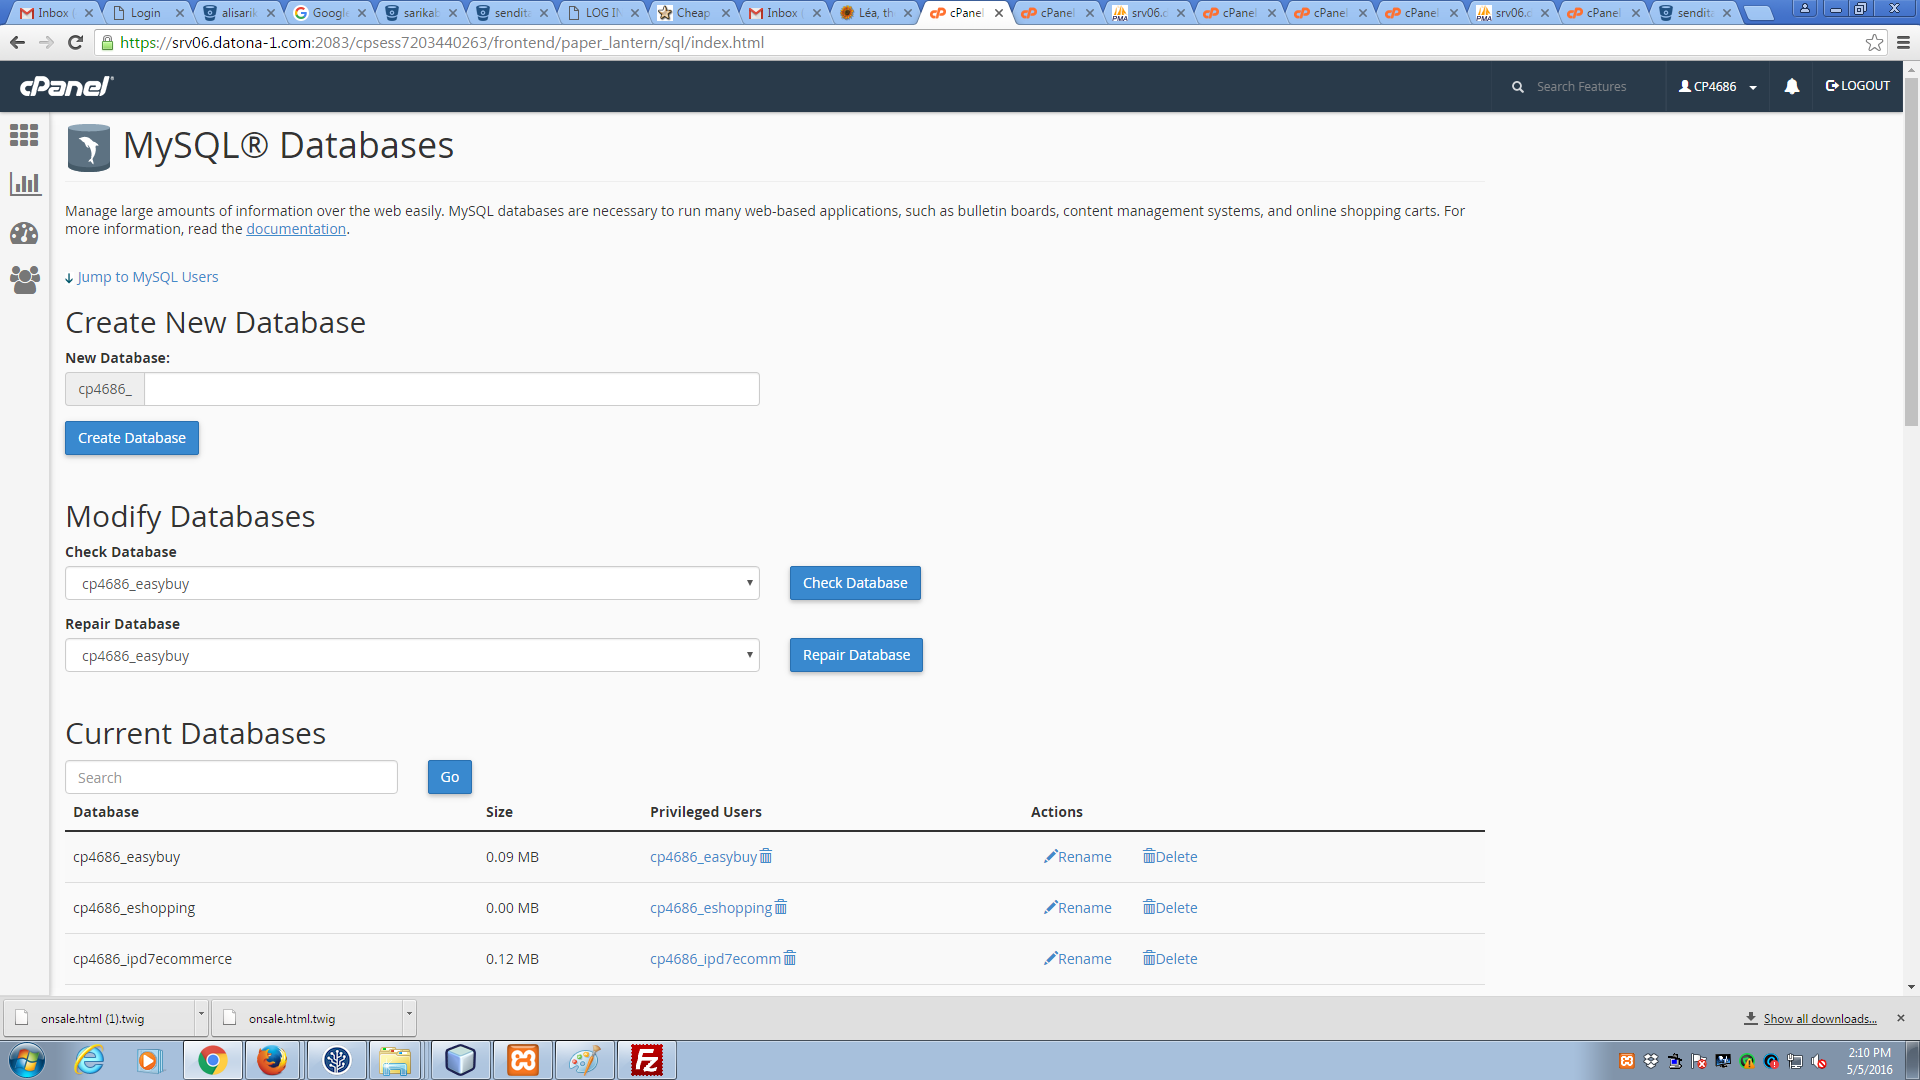 Inbox (
Login
alisarik
Google
sarikab
sendita
LOG IN
Cheap
Inbox (
Léa, th
cPanel
cPanel
srv06.d
cPanel
cPanel
cPanel
srv06.d
cPanel
sendita
https://srv06.datona-1.com:2083/cpsess7203440263/frontend/paper_lantern/sql/index.html
cPanel
Search Features
CP4686
LOGOUT
MySQL® Databases
Manage large amounts of information over the web easily. MySQL databases are necessary to run many web-based applications, such as bulletin boards, content management systems, and online shopping carts. For
more information, read the documentation.
Jump to MySQL Users
Create New Database
New Database:
cp4686_
Create Database
Modify Databases
Check Database
cp4686_easybuy
Check Database
Repair Database
cp4686_easybuy
Repair Database
Current Databases
Search
Go
Database Size Privileged Users Actions
cp4686_easybuy 0.09 MB cp4686_easybuy Rename Delete
cp4686_eshopping 0.00 MB cp4686_eshopping Rename Delete
cp4686_ipd7ecommerce 0.12 MB cp4686_ipd7ecomm Rename Delete
onsale.html (1).twig
onsale.html.twig
Show all downloads...
2:10 PM
5/5/2016